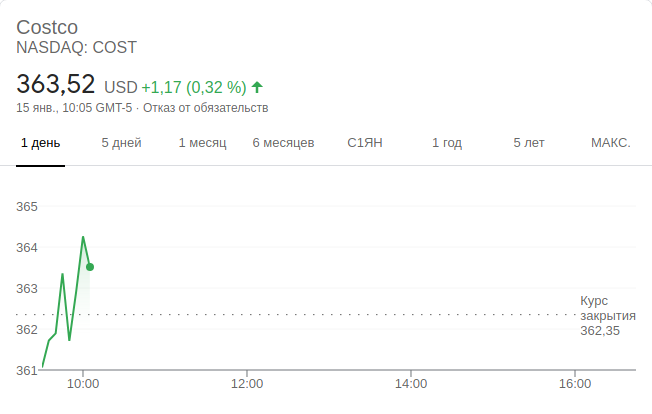 Costco
NASDAQ: COST
363,52 USD +1,17 (0,32 %)
15 янв., 10:05 GMT-5 · Отказ от обязательств
1 день 5 дней 1 месяц 6 месяцев С1ЯН 1 год 5 лет МАКС.
365
364
363
Курс
закрытия
362
362,35
361
10:00 12:00 14:00 16:00